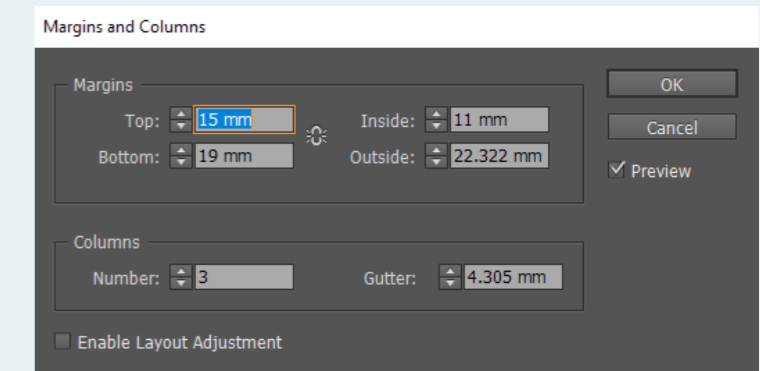 Margins and Columns
Margins
Top: 15 mm Inside: 11 mm
Bottom: 19 mm Outside: 22.322 mm
OK
Cancel
Preview
Columns
Number: 3 Gutter: 4.305 mm
Enable Layout Adjustment